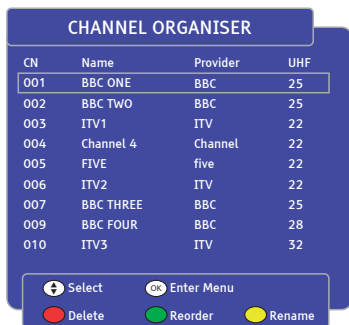 CHANNEL ORGANISER
CN Name Provider UHF
001 BBC ONE BBC 25
002 BBC TWO BBC 25
003 ITV1 ITV 22
004 Channel 4 Channel 22
005 FIVE five 22
006 ITV2 ITV 22
007 BBC THREE BBC 25
009 BBC FOUR BBC 28
010 ITV3 ITV 32
Select OK Enter Menu
Delete Reorder Rename